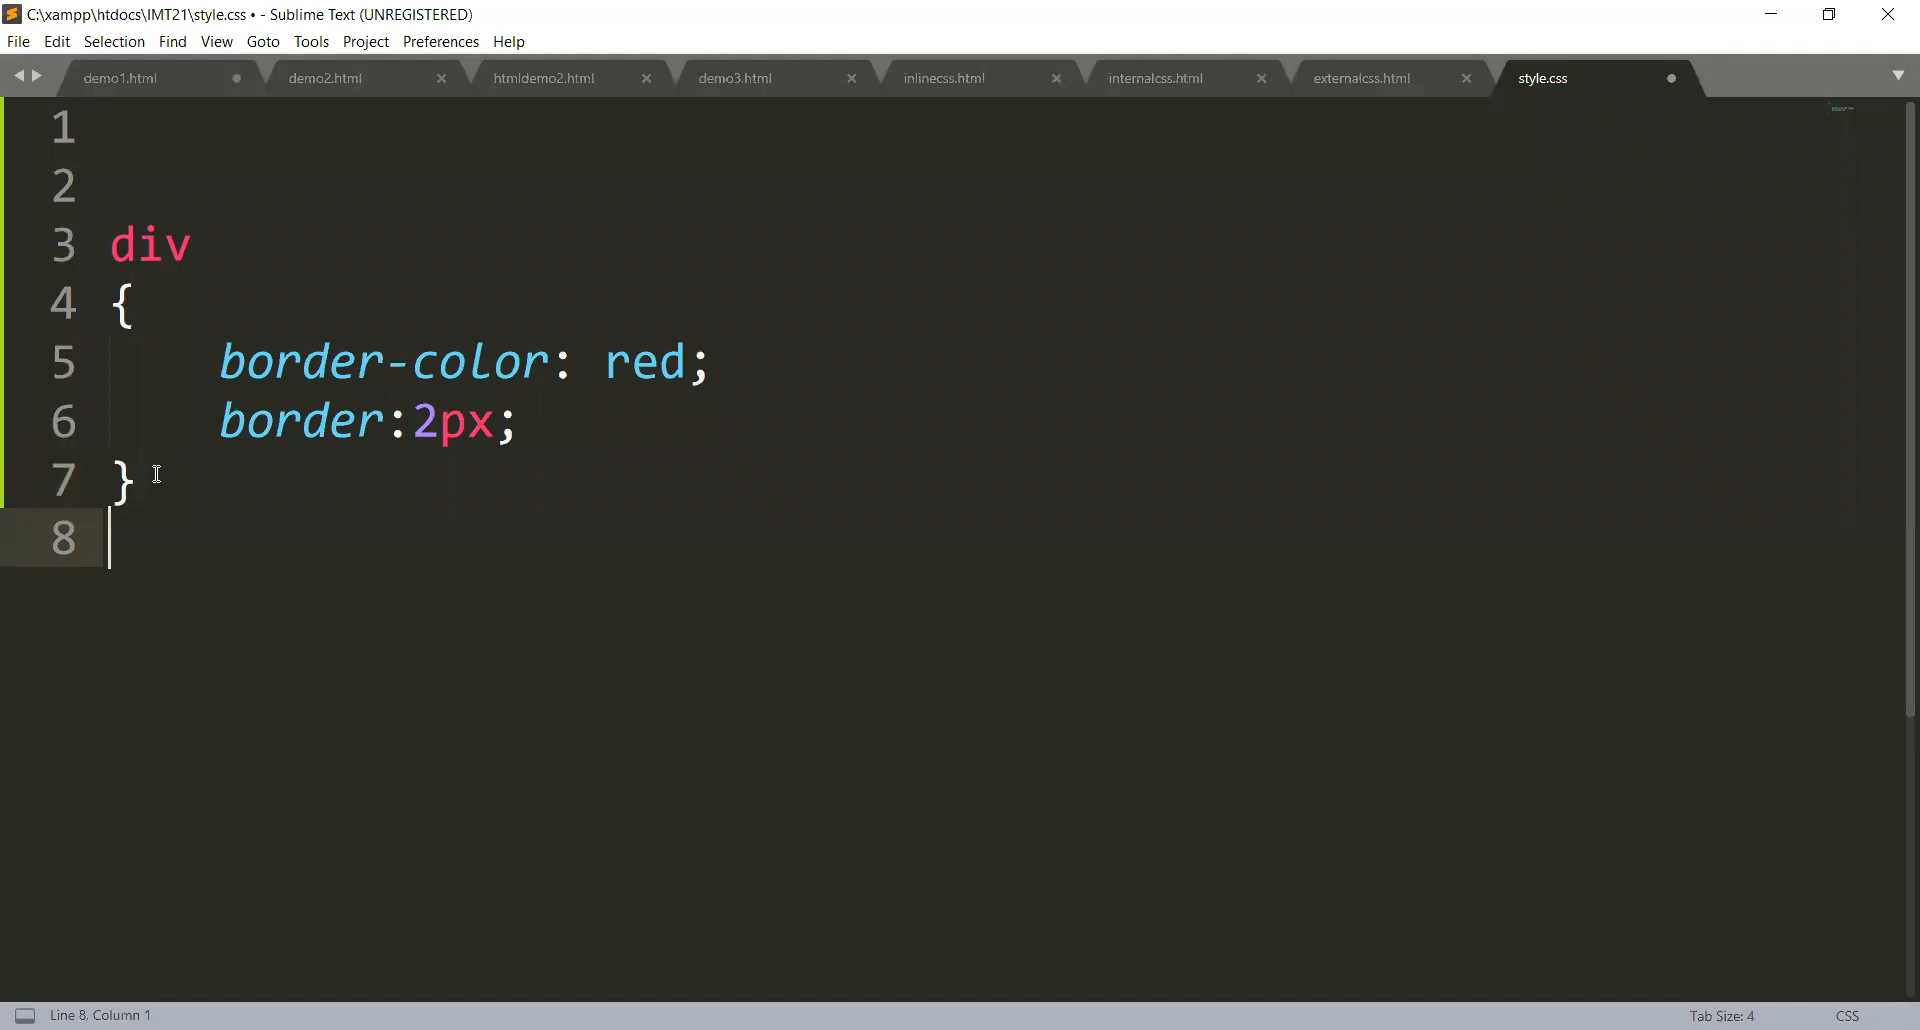 C:\xampp\htdocs\IMT21\style.css • - Sublime Text (UNREGISTERED)
File Edit Selection Find View Goto Tools Project Preferences Help
demo1.html demo2.html htmldemo2.html demo3.html inlinecss.html internalcss.html externalcss.html style.css
1
2
3 div
4 {
5 border-color: red;
6 border:2px;
7 }
8
Line 8, Column 1 Tab Size: 4 CSS